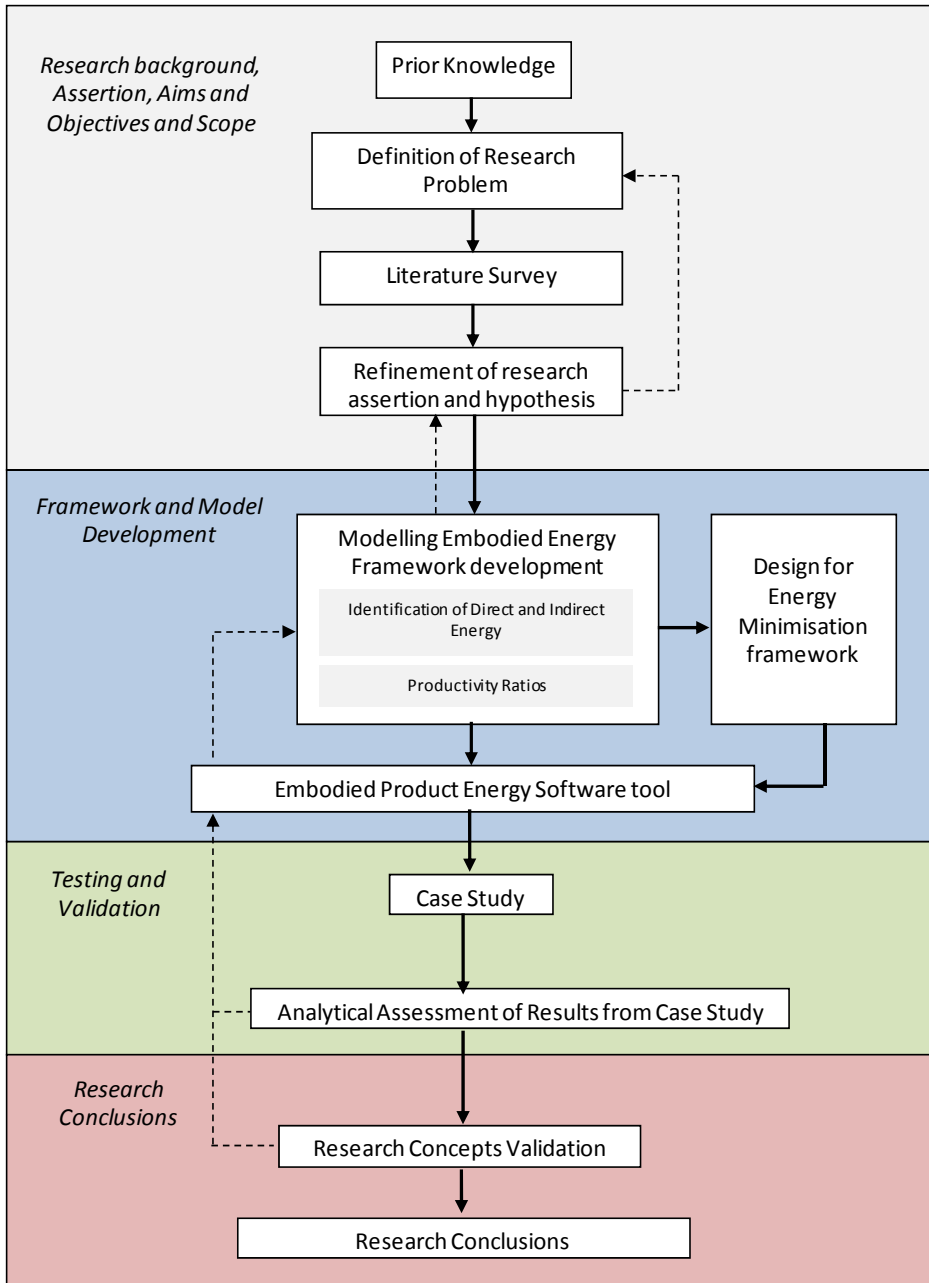 Research background,
Assertion, Aims and
Objectives and Scope
Prior Knowledge
Definition of Research
Problem
Literature Survey
Refinement of research
assertion and hypothesis
Framework and Model
Development
Modelling Embodied Energy
Framework development
Identification of Direct and Indirect
Energy
Productivity Ratios
Design for
Energy
Minimisation
framework
Embodied Product Energy Software tool
Testing and
Validation
Case Study
Analytical Assessment of Results from Case Study
Research
Conclusions
Research Concepts Validation
Research Conclusions